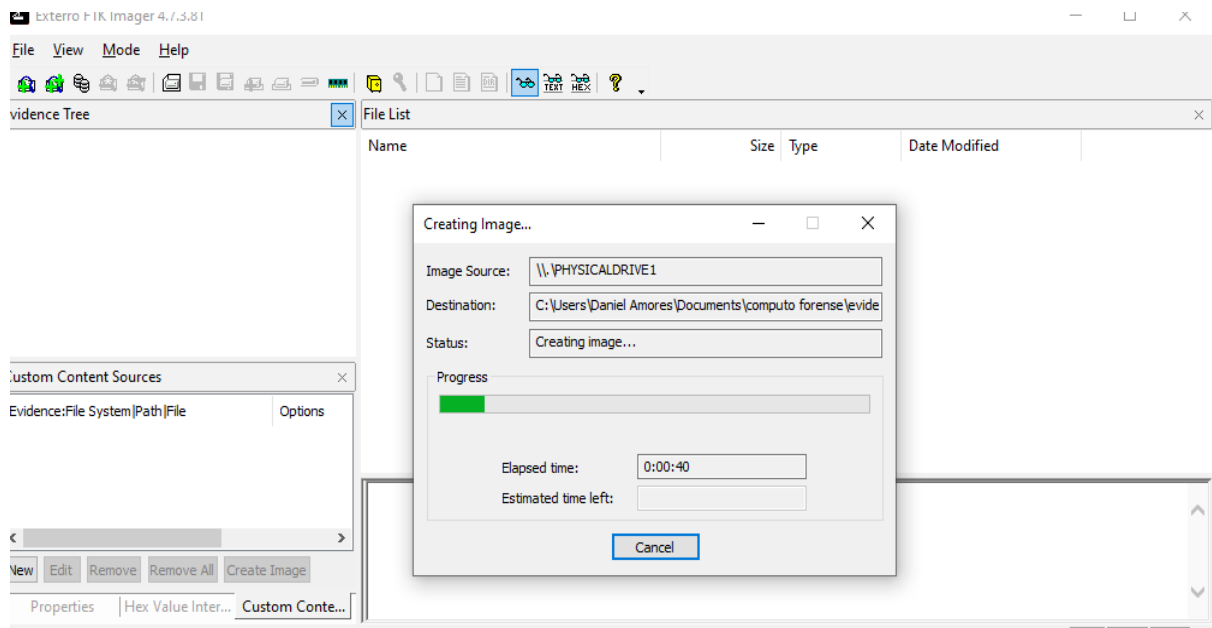 Exterro FTK Imager 4.7.3.81
File View Mode Help
TEXT HEX
vidence Tree
File List
Name Size Type Date Modified
Creating Image...
Image Source: \\.\PHYSICALDRIVE1
Destination: C:\Users\Daniel Amores\Documents\computo forense\evide
Status: Creating image...
Progress
Elapsed time: 0:00:40
Estimated time left:
Cancel
Custom Content Sources
Evidence:File System|Path|File Options
New Edit Remove Remove All Create Image
Properties Hex Value Inter... Custom Conte...